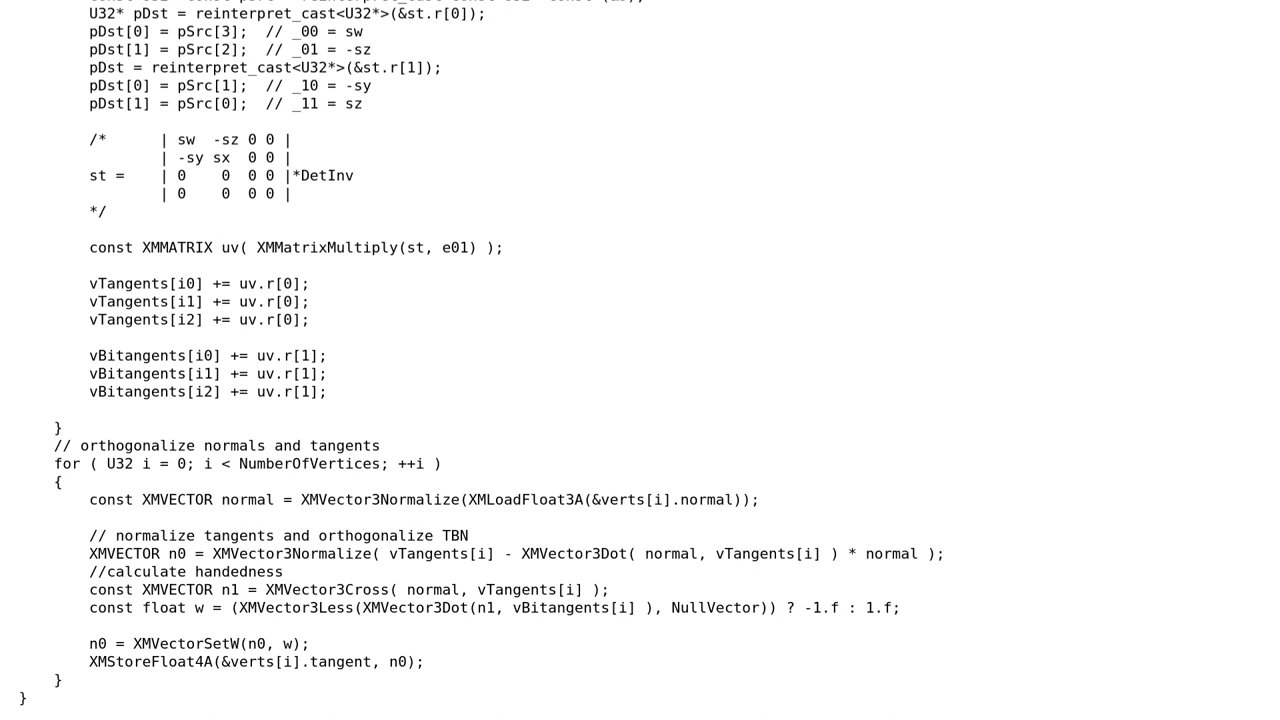 U32* pDst = reinterpret_cast<U32*>(&st.r[0]);
pDst[0] = pSrc[3];  // _00 = sw
pDst[1] = pSrc[2];  // _01 = -sz
pDst = reinterpret_cast<U32*>(&st.r[1]);
pDst[0] = pSrc[1];  // _10 = -sy
pDst[1] = pSrc[0];  // _11 = sz
/*      | sw  -sz 0 0 |
| -sy sx  0 0 |
st =    | 0    0  0 0 |*DetInv
| 0    0  0 0 |
*/
const XMMATRIX uv( XMMatrixMultiply(st, e01) );
vTangents[i0] += uv.r[0];
vTangents[i1] += uv.r[0];
vTangents[i2] += uv.r[0];
vBitangents[i0] += uv.r[1];
vBitangents[i1] += uv.r[1];
vBitangents[i2] += uv.r[1];
}
// orthogonalize normals and tangents
for ( U32 i = 0; i < NumberOfVertices; ++i )
{
const XMVECTOR normal = XMVector3Normalize(XMLoadFloat3A(&verts[i].normal));
// normalize tangents and orthogonalize TBN
XMVECTOR n0 = XMVector3Normalize( vTangents[i] - XMVector3Dot( normal, vTangents[i] ) * normal );
//calculate handedness
const XMVECTOR n1 = XMVector3Cross( normal, vTangents[i] );
const float w = (XMVector3Less(XMVector3Dot(n1, vBitangents[i] ), NullVector)) ? -1.f : 1.f;
n0 = XMVectorSetW(n0, w);
XMStoreFloat4A(&verts[i].tangent, n0);
}
}